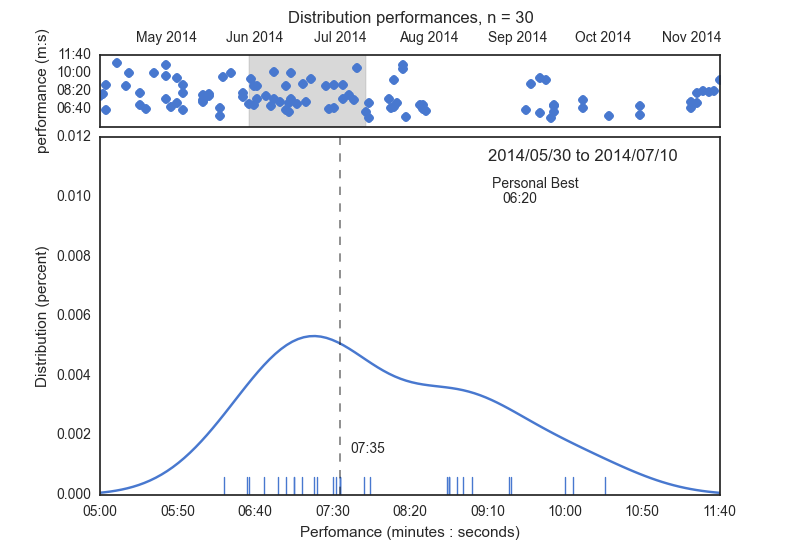 Distribution performances, n = 30
May 2014 Jun 2014 Jul 2014 Aug 2014 Sep 2014 Oct 2014 Nov 2014
performance (m:s)
11:40
10:00
08:20
06:40
Distribution (percent)
0.012
0.010
0.008
0.006
0.004
0.002
0.000
2014/05/30 to 2014/07/10
Personal Best
06:20
07:35
05:00 05:50 06:40 07:30 08:20 09:10 10:00 10:50 11:40
Perfomance (minutes : seconds)